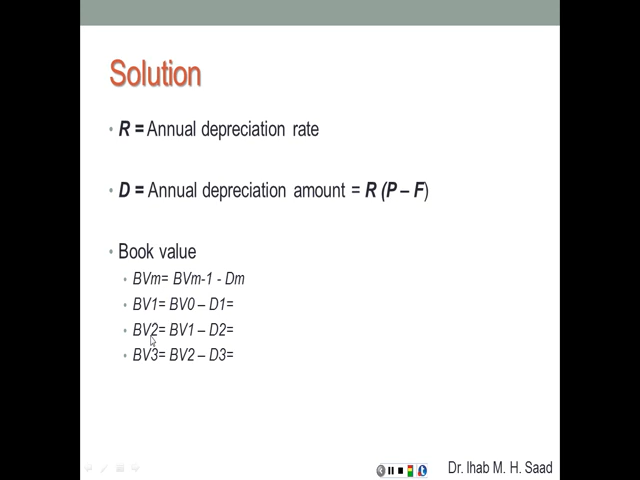 Solution
• R = Annual depreciation rate
• D = Annual depreciation amount = R (P – F)
• Book value
• BVm= BVm-1 - Dm
• BV1= BV0 – D1=
• BV2= BV1 – D2=
• BV3= BV2 – D3=
Dr. Ihab M. H. Saad